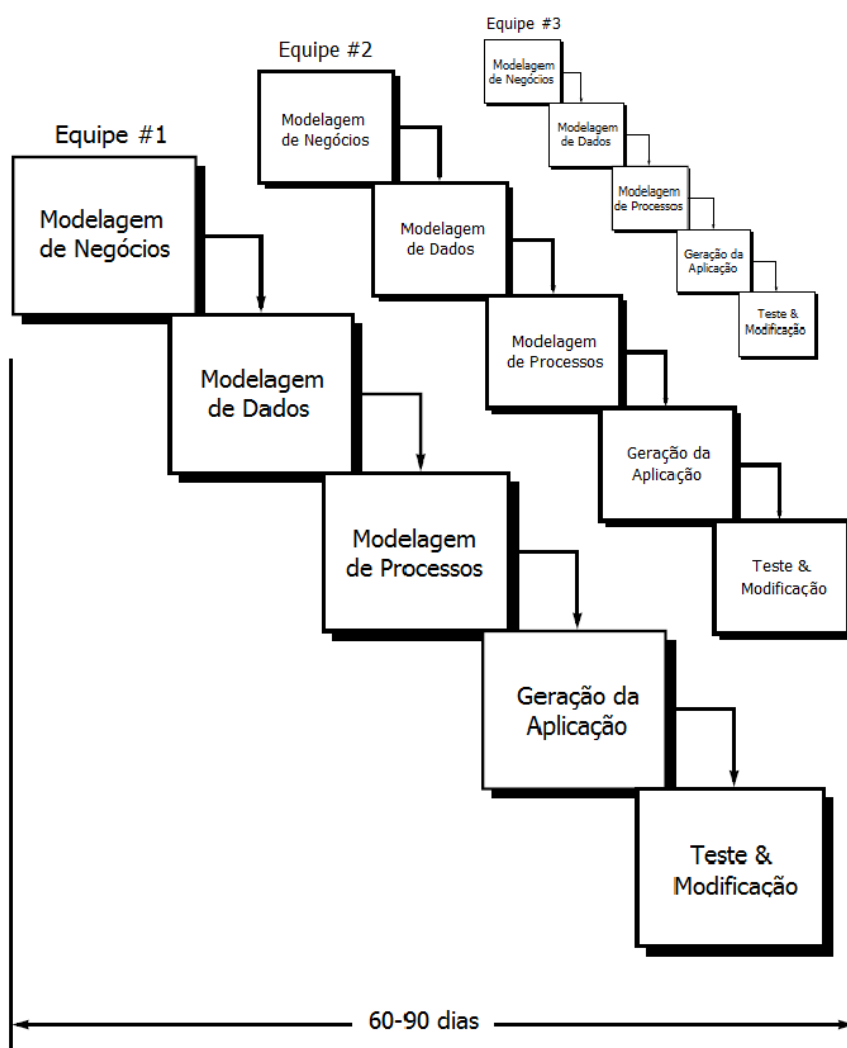 Equipe #1
Modelagem
de Negócios
Modelagem
de Dados
Modelagem
de Processos
Geração da
Aplicação
Teste &
Modificação
Equipe #2
Modelagem
de Negócios
Modelagem
de Dados
Modelagem
de Processos
Geração da
Aplicação
Teste &
Modificação
Equipe #3
Modelagem
de Negócios
Modelagem
de Dados
Modelagem
de Processos
Geração da
Aplicação
Teste &
Modificação
60-90 dias